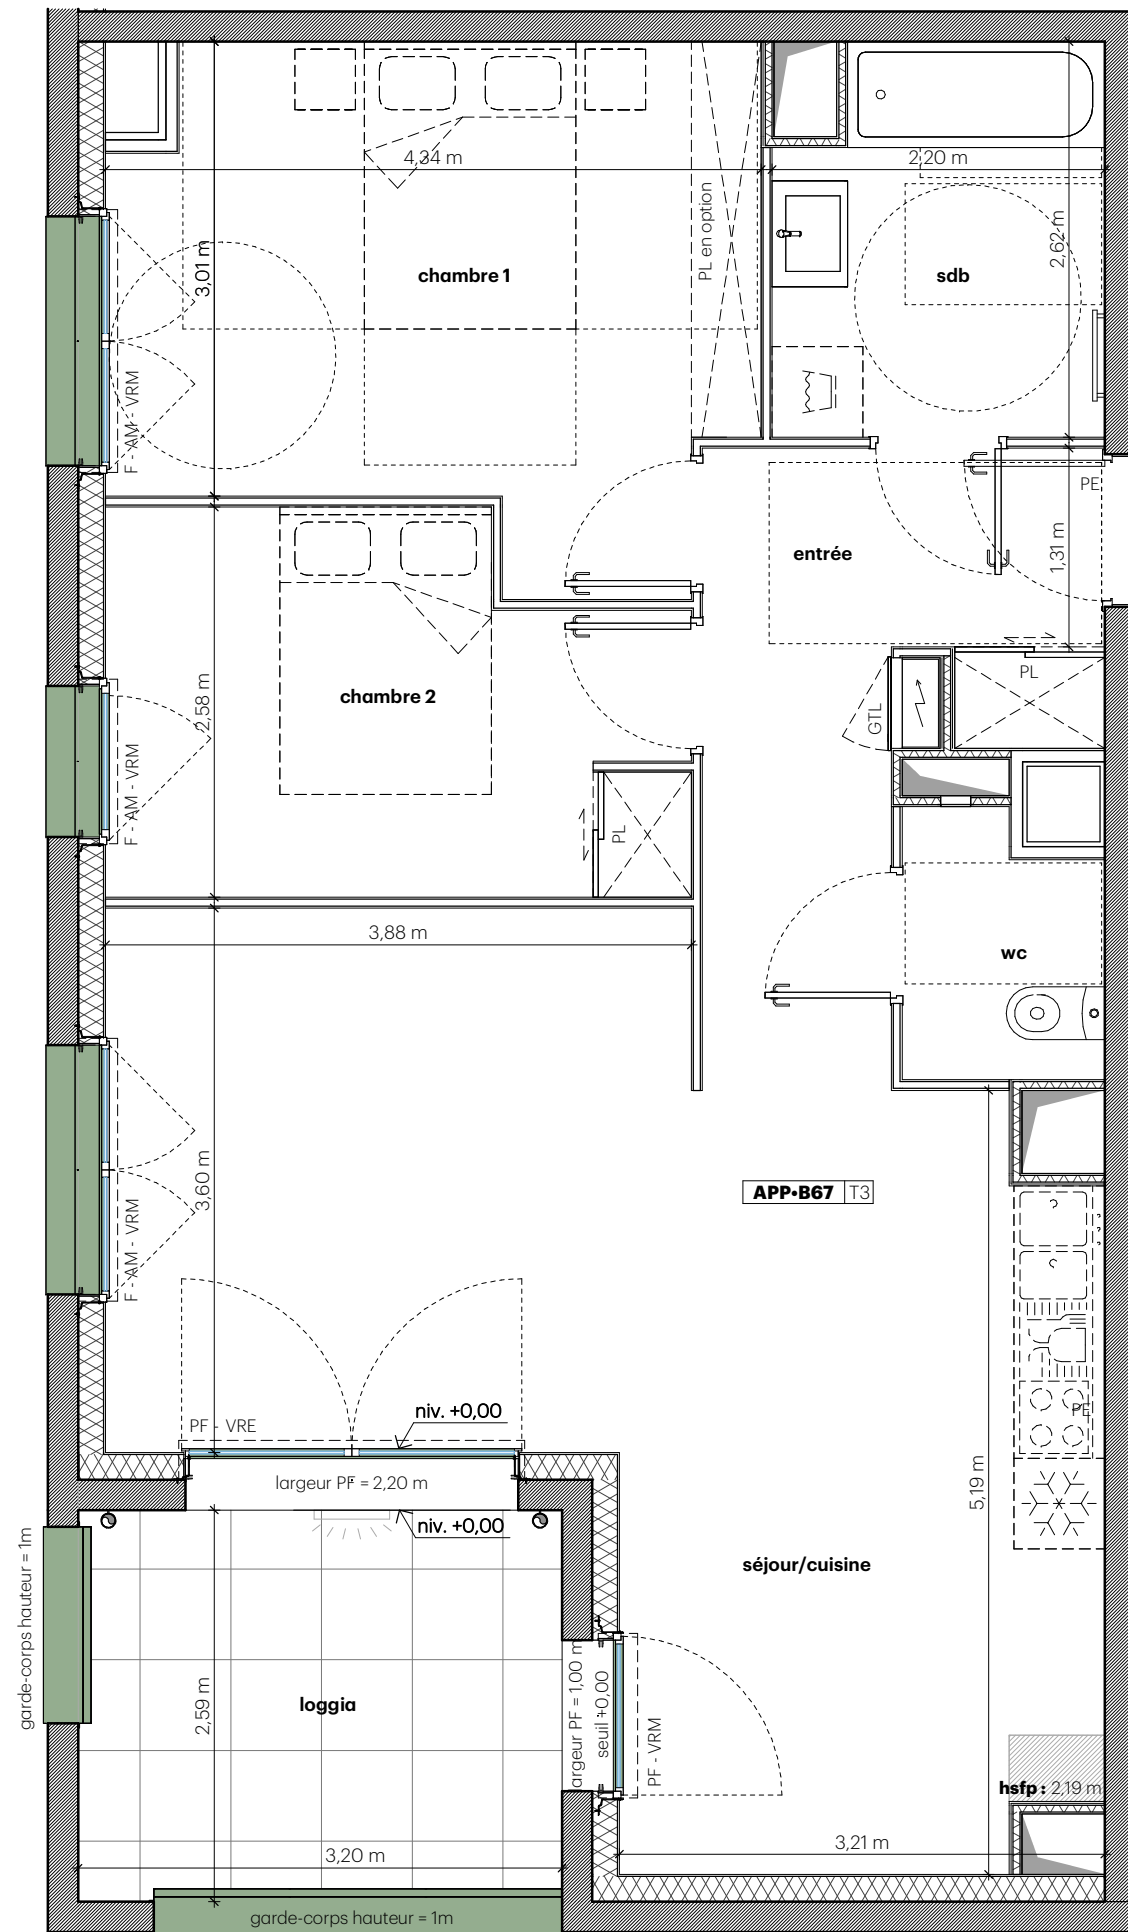 4,34 m
2,20 m
PL en option
2,62 m
3,01 m
chambre 1
sdb
F - AM - VRM
PE
entrée
1,31 m
PL
chambre 2
2,58 m
GTL
F - AM - VRM
PL
3,88 m
wc
3,60 m
APP•B67 T3
F - AM - VRM
PE
niv. +0,00
PF - VRE
largeur PF = 2,20 m
5,19 m
niv. +0,00
séjour/cuisine
garde-corps hauteur = 1m
2,59 m
loggia
largeur PF = 1,00 m
seuil +0,00
PF - VRM
hsfp : 2,19 m
3,21 m
3,20 m
garde-corps hauteur = 1m